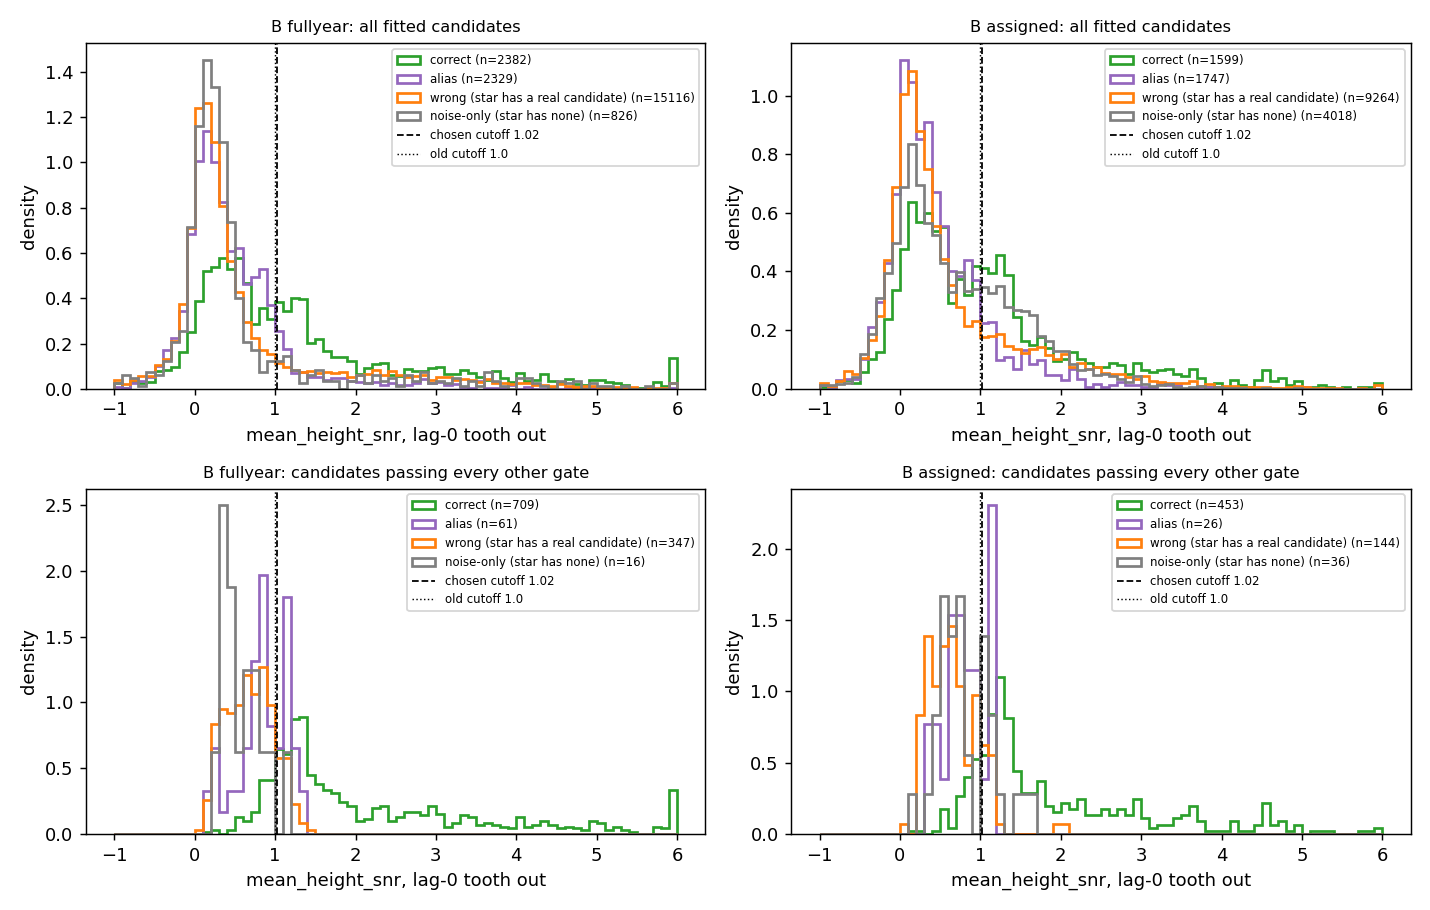 B fullyear: all fitted candidates
density
1.4
1.2
1.0
0.8
0.6
0.4
0.2
0.0
correct (n=2382)
alias (n=2329)
wrong (star has a real candidate) (n=15116)
noise-only (star has none) (n=826)
chosen cutoff 1.02
old cutoff 1.0
−1 0 1 2 3 4 5 6
mean_height_snr, lag-0 tooth out
B assigned: all fitted candidates
density
1.0
0.8
0.6
0.4
0.2
0.0
correct (n=1599)
alias (n=1747)
wrong (star has a real candidate) (n=9264)
noise-only (star has none) (n=4018)
chosen cutoff 1.02
old cutoff 1.0
−1 0 1 2 3 4 5 6
mean_height_snr, lag-0 tooth out
B fullyear: candidates passing every other gate
density
2.5
2.0
1.5
1.0
0.5
0.0
correct (n=709)
alias (n=61)
wrong (star has a real candidate) (n=347)
noise-only (star has none) (n=16)
chosen cutoff 1.02
old cutoff 1.0
−1 0 1 2 3 4 5 6
mean_height_snr, lag-0 tooth out
B assigned: candidates passing every other gate
density
2.0
1.5
1.0
0.5
0.0
correct (n=453)
alias (n=26)
wrong (star has a real candidate) (n=144)
noise-only (star has none) (n=36)
chosen cutoff 1.02
old cutoff 1.0
−1 0 1 2 3 4 5 6
mean_height_snr, lag-0 tooth out